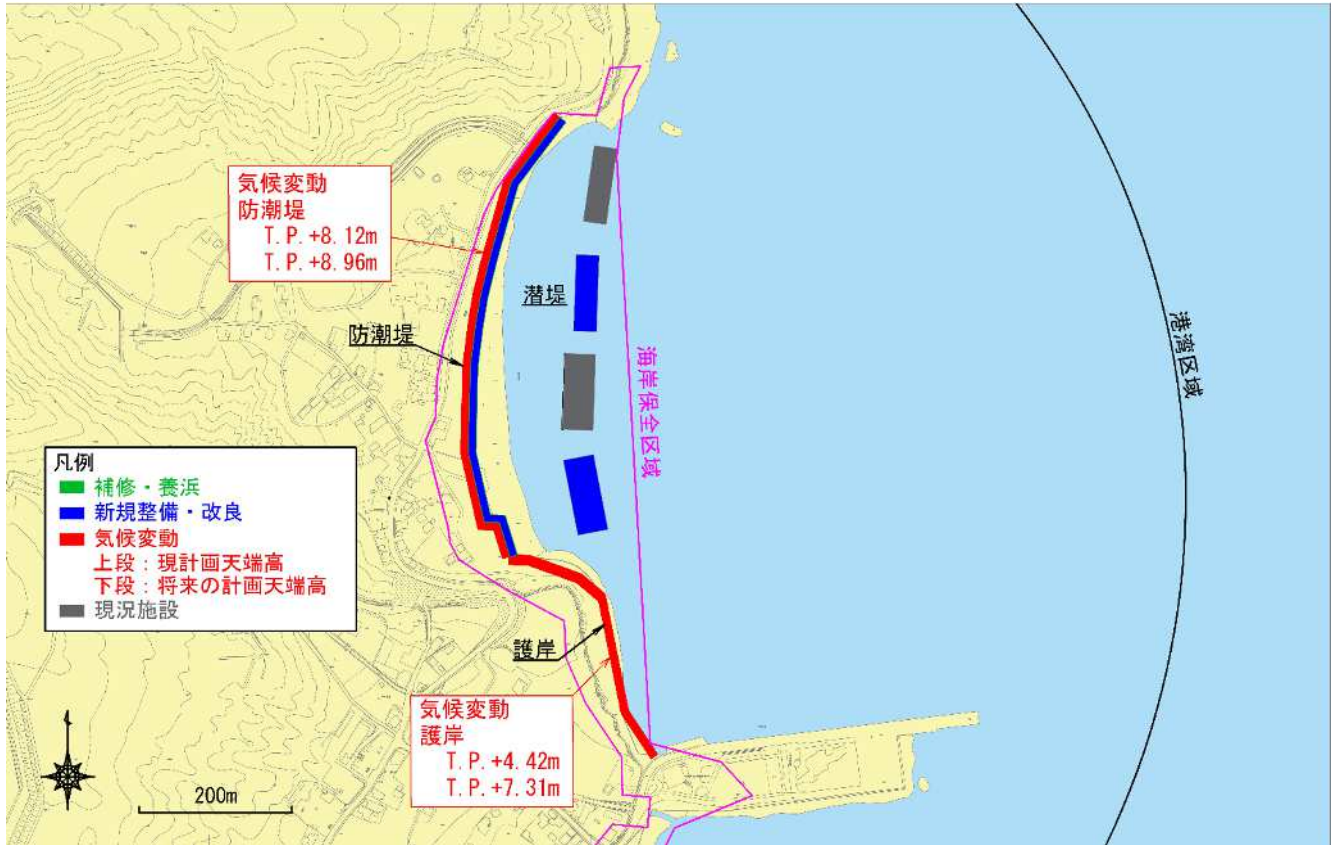 気候変動
防潮堤
T.P.+8.12m
T.P.+8.96m
潜堤
防潮堤
海岸保全区域
港湾区域
凡例
補修・養浜
新規整備・改良
気候変動
上段：現計画天端高
下段：将来の計画天端高
現況施設
護岸
気候変動
護岸
T.P.+4.42m
T.P.+7.31m
200m